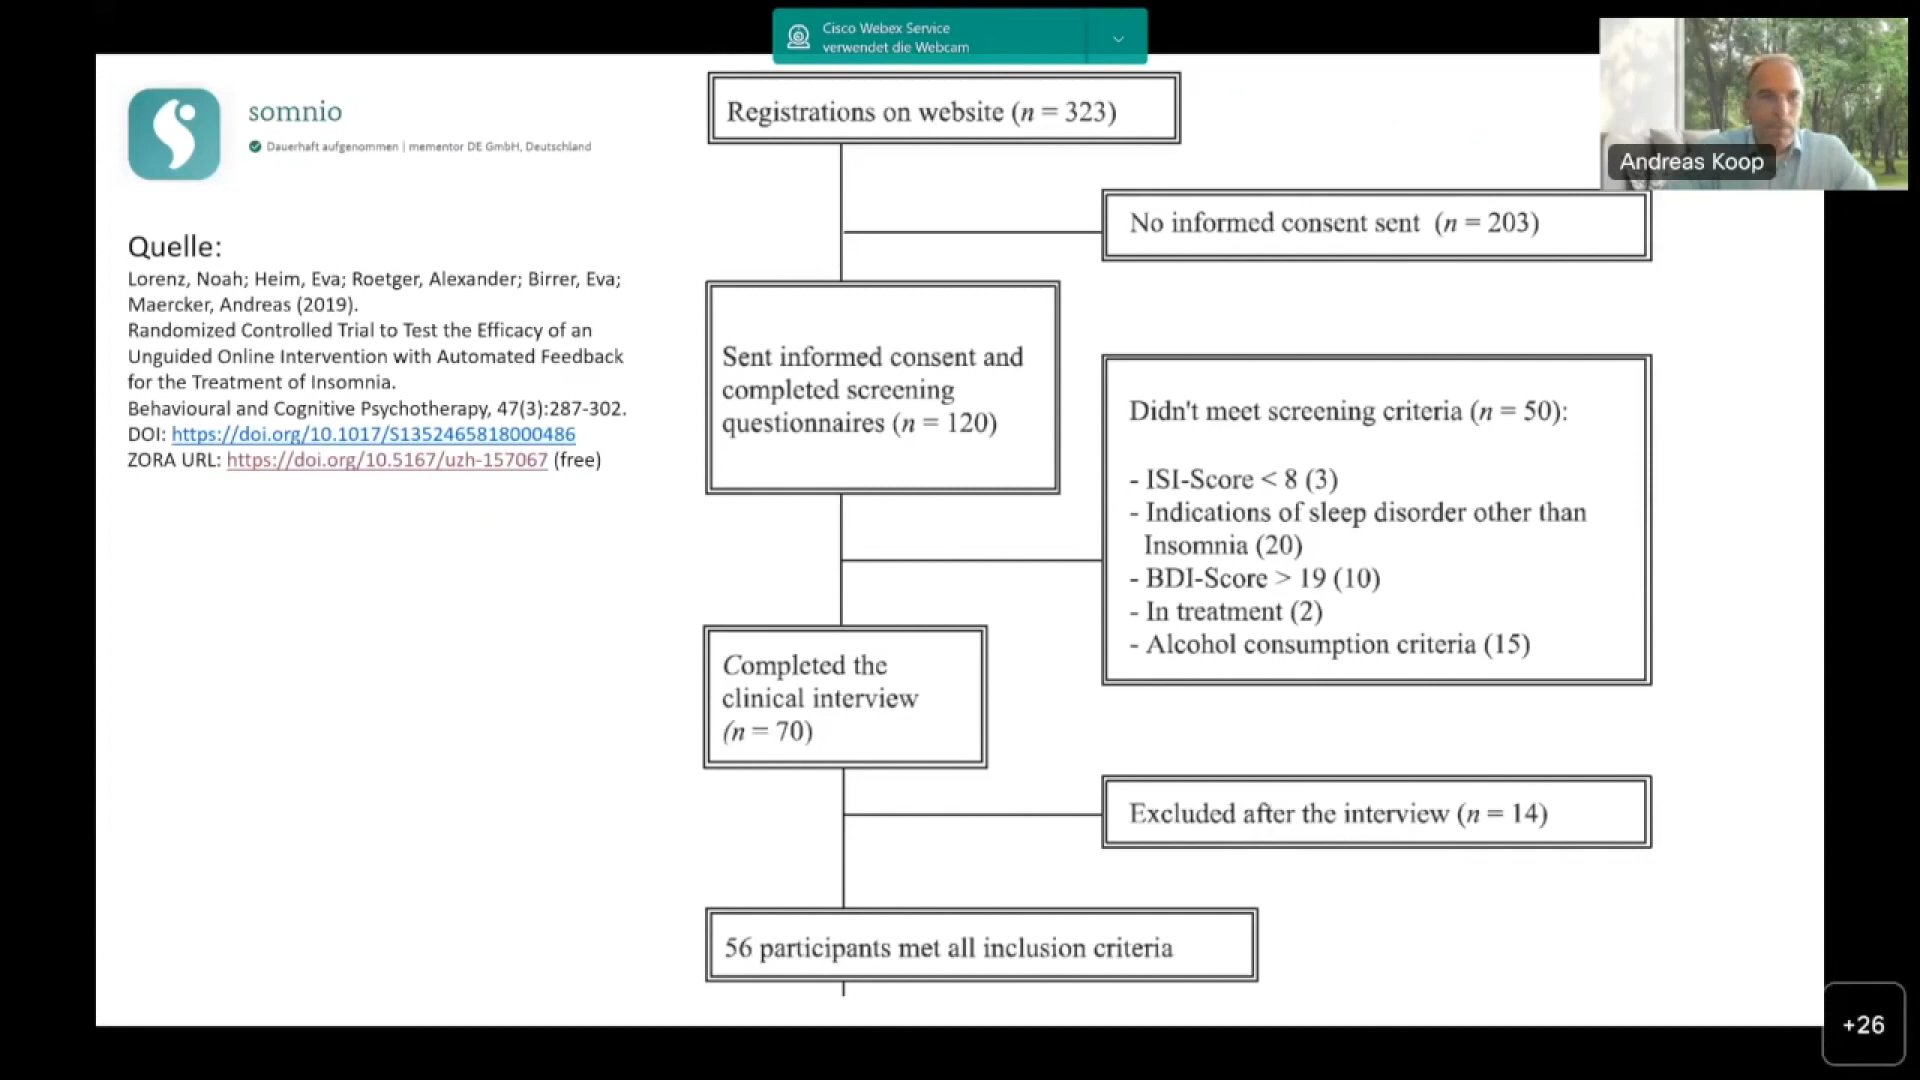 Cisco Webex Service
verwendet die Webcam
Andreas Koop
somnio
Dauerhaft aufgenommen | mementor DE GmbH, Deutschland
Quelle:
Lorenz, Noah; Heim, Eva; Roetger, Alexander; Birrer, Eva;
Maercker, Andreas (2019).
Randomized Controlled Trial to Test the Efficacy of an
Unguided Online Intervention with Automated Feedback
for the Treatment of Insomnia.
Behavioural and Cognitive Psychotherapy, 47(3):287-302.
DOI: https://doi.org/10.1017/S1352465818000486
ZORA URL: https://doi.org/10.5167/uzh-157067 (free)
Registrations on website (n = 323)
No informed consent sent (n = 203)
Sent informed consent and
completed screening
questionnaires (n = 120)
Didn't meet screening criteria (n = 50):
- ISI-Score < 8 (3)
- Indications of sleep disorder other than
Insomnia (20)
- BDI-Score > 19 (10)
- In treatment (2)
- Alcohol consumption criteria (15)
Completed the
clinical interview
(n = 70)
Excluded after the interview (n = 14)
56 participants met all inclusion criteria
+26